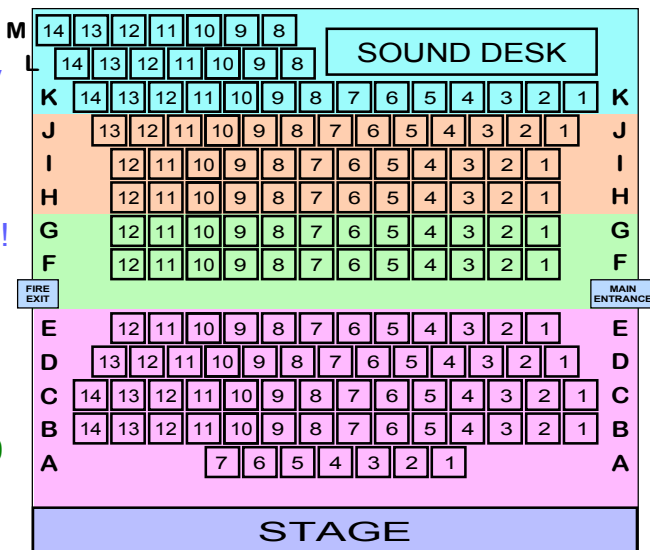 M 14 13 12 11 10 9 8
SOUND DESK
L 14 13 12 11 10 9 8
K 14 13 12 11 10 9 8 7 6 5 4 3 2 1 K
J 13 12 11 10 9 8 7 6 5 4 3 2 1 J
I 12 11 10 9 8 7 6 5 4 3 2 1 I
H 12 11 10 9 8 7 6 5 4 3 2 1 H
!
G 12 11 10 9 8 7 6 5 4 3 2 1 G
F 12 11 10 9 8 7 6 5 4 3 2 1 F
FIRE
EXIT
MAIN
ENTRANCE
E 12 11 10 9 8 7 6 5 4 3 2 1 E
D 13 12 11 10 9 8 7 6 5 4 3 2 1 D
C 14 13 12 11 10 9 8 7 6 5 4 3 2 1 C
B 14 13 12 11 10 9 8 7 6 5 4 3 2 1 B
)
A 7 6 5 4 3 2 1 A
STAGE